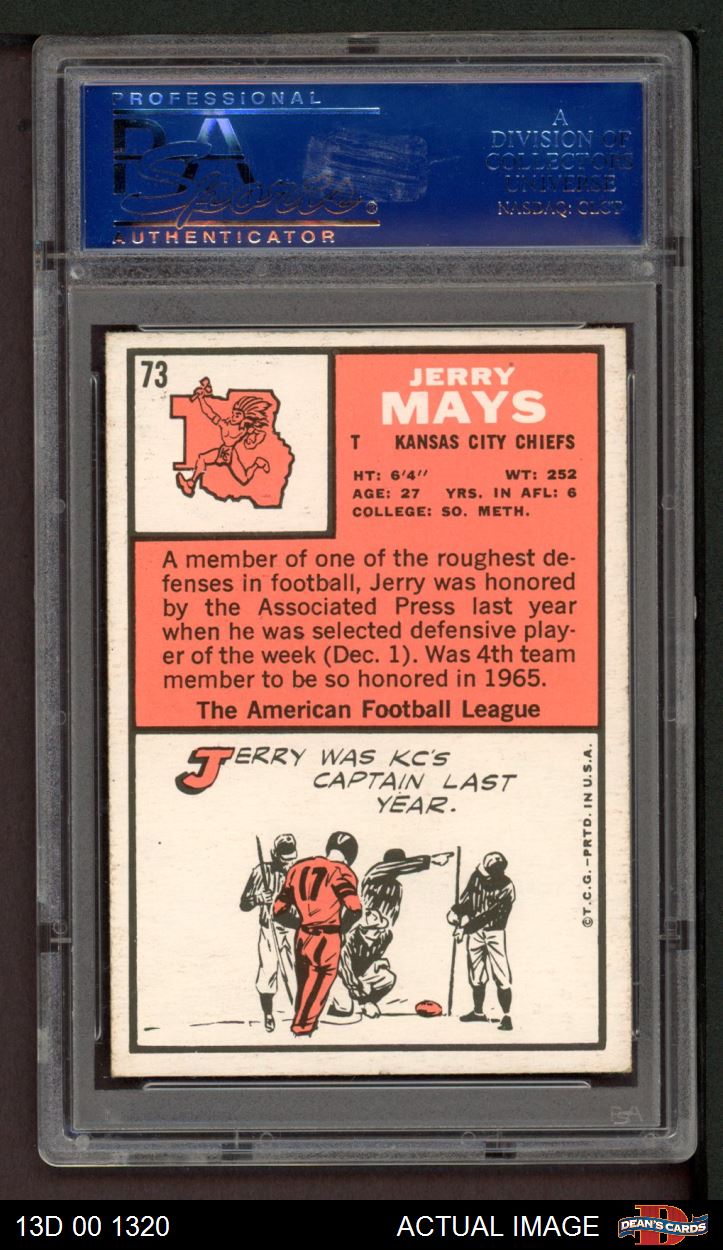 PROFESSIONAL
PSA
Sports®
AUTHENTICATOR
A
DIVISION OF
COLLECTORS
UNIVERSE
NASDAQ: CLCT
73
JERRY
MAYS
T KANSAS CITY CHIEFS
HT: 6'4" WT: 252
AGE: 27 YRS. IN AFL: 6
COLLEGE: SO. METH.
KC
A member of one of the roughest de-
fenses in football, Jerry was honored
by the Associated Press last year
when he was selected defensive play-
er of the week (Dec. 1). Was 4th team
member to be so honored in 1965.
The American Football League
JERRY WAS KC'S
CAPTAIN LAST
YEAR.
17
©T.C.G.–PRTD. IN U.S.A.
PSA
13D 00 1320
ACTUAL IMAGE
D
DEAN'S CARDS